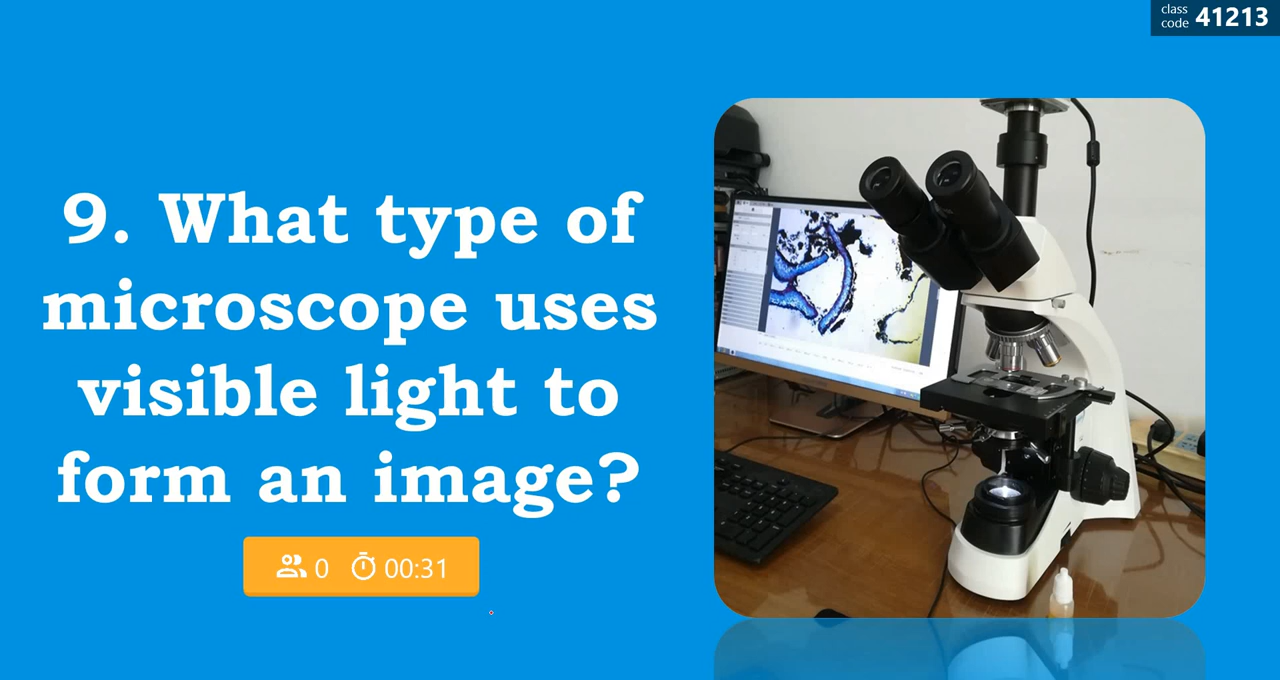 class
code 41213
9. What type of
microscope uses
visible light to
form an image?
0 00:31